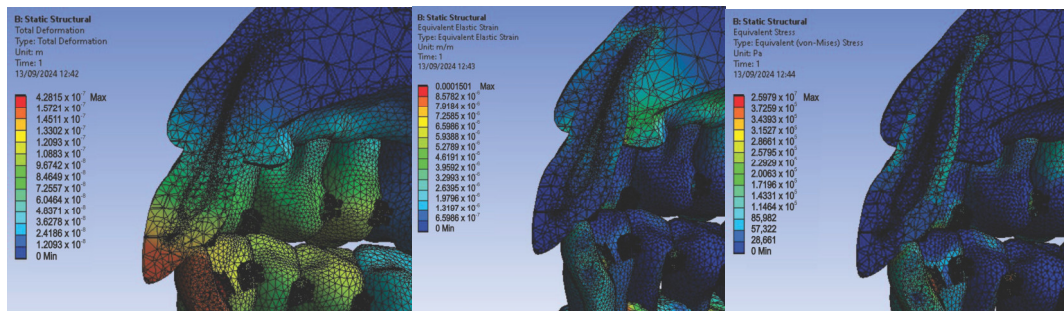 B: Static Structural
Total Deformation
Type: Total Deformation
Unit: m
Time: 1
13/09/2024 12:42
4.2815 x 10⁻⁷ Max
1.5721 x 10⁻⁷
1.4511 x 10⁻⁷
1.3302 x 10⁻⁷
1.2093 x 10⁻⁷
1.0883 x 10⁻⁷
9.6742 x 10⁻⁸
8.4649 x 10⁻⁸
7.2557 x 10⁻⁸
6.0464 x 10⁻⁸
4.8371 x 10⁻⁸
3.6278 x 10⁻⁸
2.4186 x 10⁻⁸
1.2093 x 10⁻⁸
0 Min
B: Static Structural
Equivalent Elastic Strain
Type: Equivalent Elastic Strain
Unit: m/m
Time: 1
13/09/2024 12:43
0.0001501 Max
8.5782 x 10⁻⁶
7.9184 x 10⁻⁶
7.2585 x 10⁻⁶
6.5986 x 10⁻⁶
5.9388 x 10⁻⁶
5.2789 x 10⁻⁶
4.6191 x 10⁻⁶
3.9592 x 10⁻⁶
3.2993 x 10⁻⁶
2.6395 x 10⁻⁶
1.9796 x 10⁻⁶
1.3197 x 10⁻⁶
6.5986 x 10⁻⁷
0 Min
B: Static Structural
Equivalent Stress
Type: Equivalent (von-Mises) Stress
Unit: Pa
Time: 1
13/09/2024 12:44
2.5979 x 10⁷ Max
3.7259 x 10⁵
3.4393 x 10⁵
3.1527 x 10⁵
2.8661 x 10⁵
2.5795 x 10⁵
2.2929 x 10⁵
2.0063 x 10⁵
1.7196 x 10⁵
1.4331 x 10⁵
1.1464 x 10⁵
85,982
57,322
28,661
0 Min